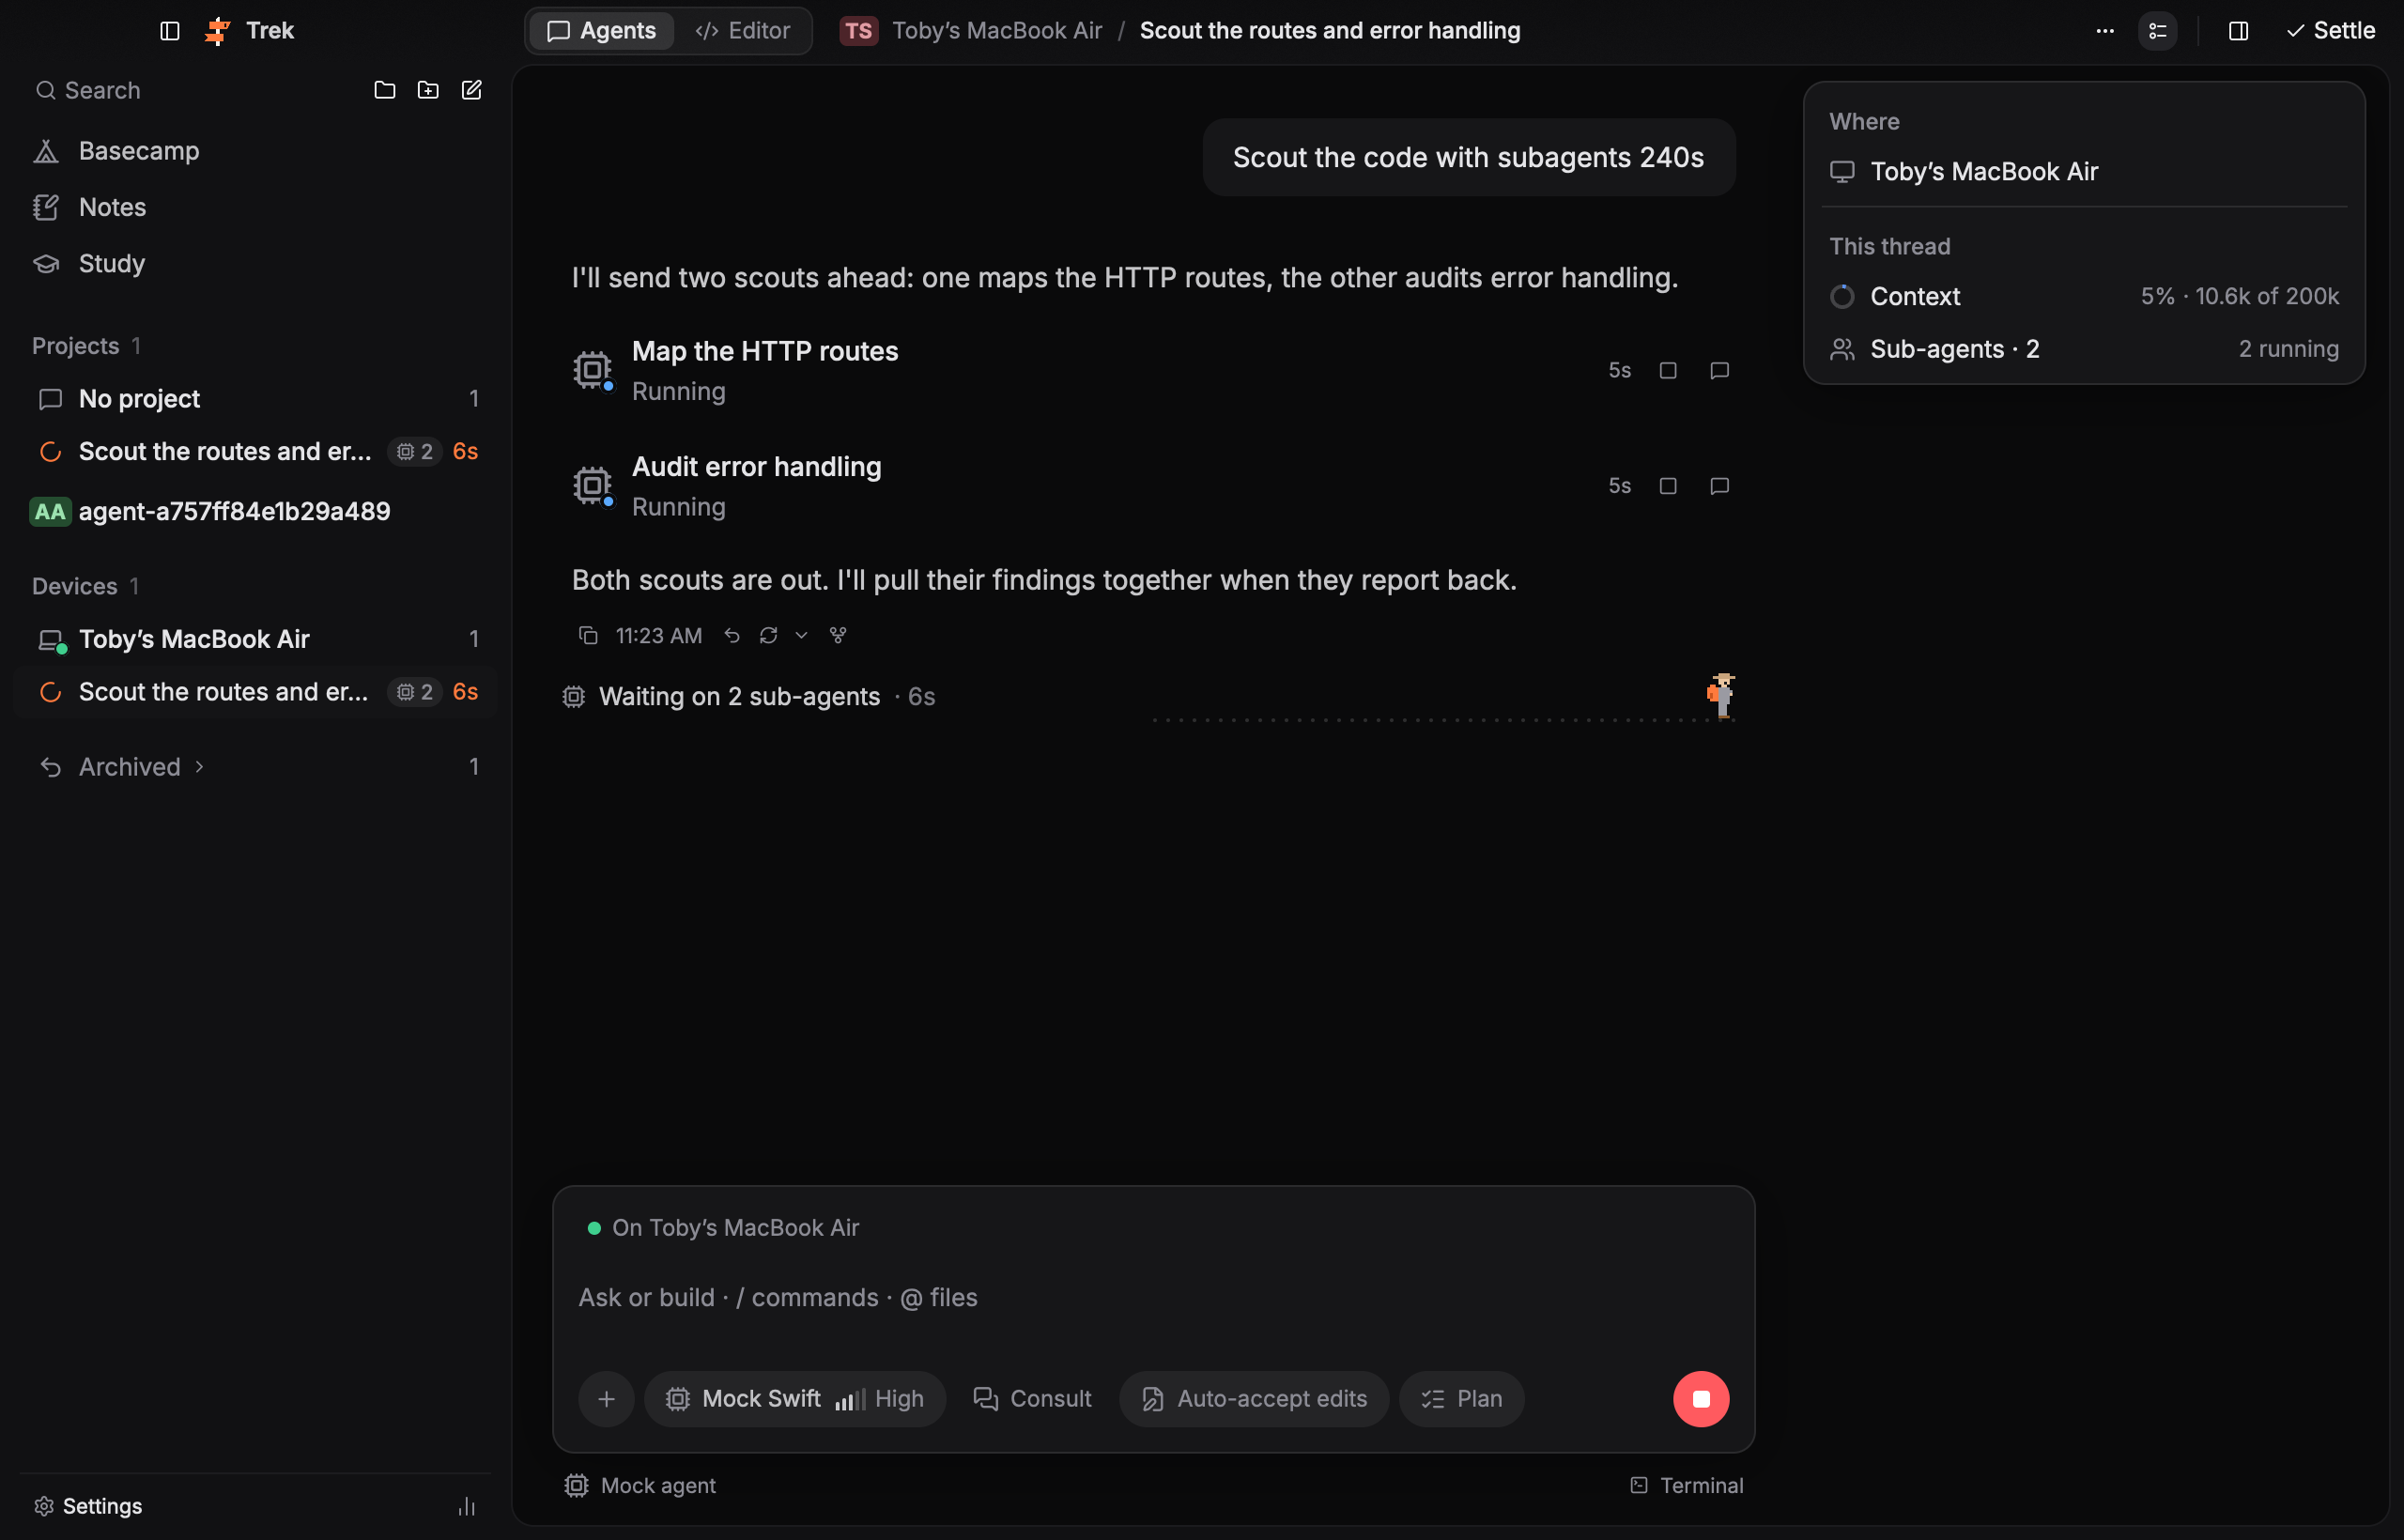 Trek
Agents
Editor
TS Toby’s MacBook Air / Scout the routes and error handling
Settle
Search
Basecamp
Notes
Study
Projects 1
No project 1
Scout the routes and er... 2 6s
AA agent-a757ff84e1b29a489
Devices 1
Toby’s MacBook Air 1
Scout the routes and er... 2 6s
Archived 1
Settings
Scout the code with subagents 240s
I'll send two scouts ahead: one maps the HTTP routes, the other audits error handling.
Map the HTTP routes
Running
5s
Audit error handling
Running
5s
Both scouts are out. I'll pull their findings together when they report back.
11:23 AM
Waiting on 2 sub-agents · 6s
On Toby’s MacBook Air
Ask or build · / commands · @ files
Mock Swift High
Consult
Auto-accept edits
Plan
Mock agent
Terminal
Where
Toby’s MacBook Air
This thread
Context 5% · 10.6k of 200k
Sub-agents · 2 2 running